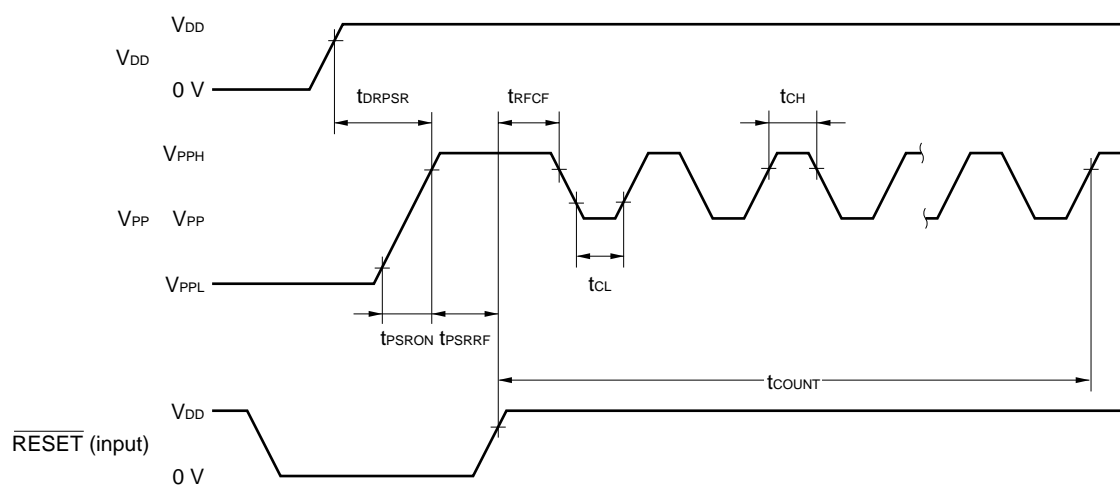 VDD
VDD
0 V
tDRPSR
tRFCF
tCH
VPPH
VPP VPP
VPPL
tCL
tPSRON tPSRRF
tCOUNT
VDD
RESET (input)
0 V